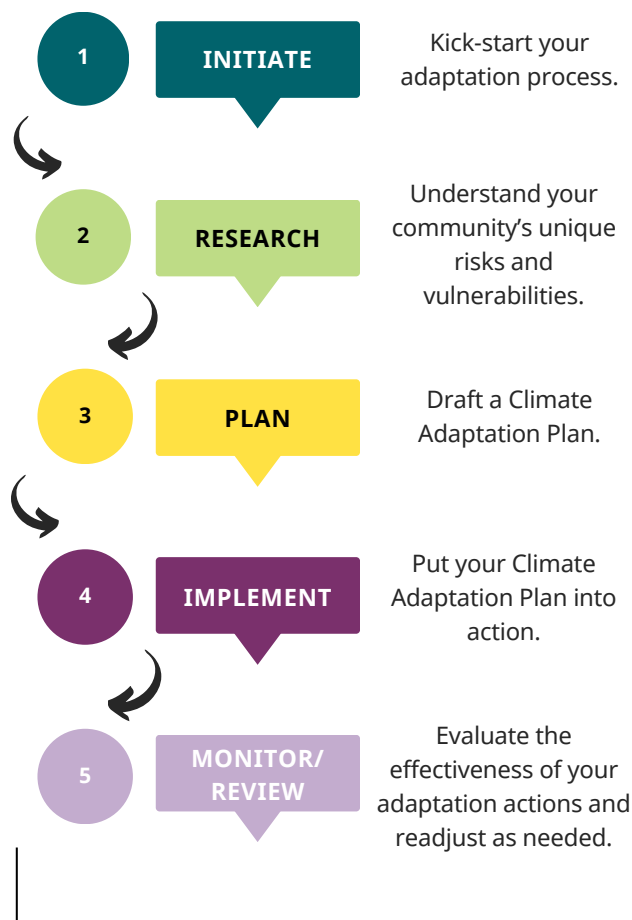 1
INITIATE
Kick-start your
adaptation process.
2
RESEARCH
Understand your
community’s unique
risks and
vulnerabilities.
3
PLAN
Draft a Climate
Adaptation Plan.
4
IMPLEMENT
Put your Climate
Adaptation Plan into
action.
5
MONITOR/
REVIEW
Evaluate the
effectiveness of your
adaptation actions and
readjust as needed.